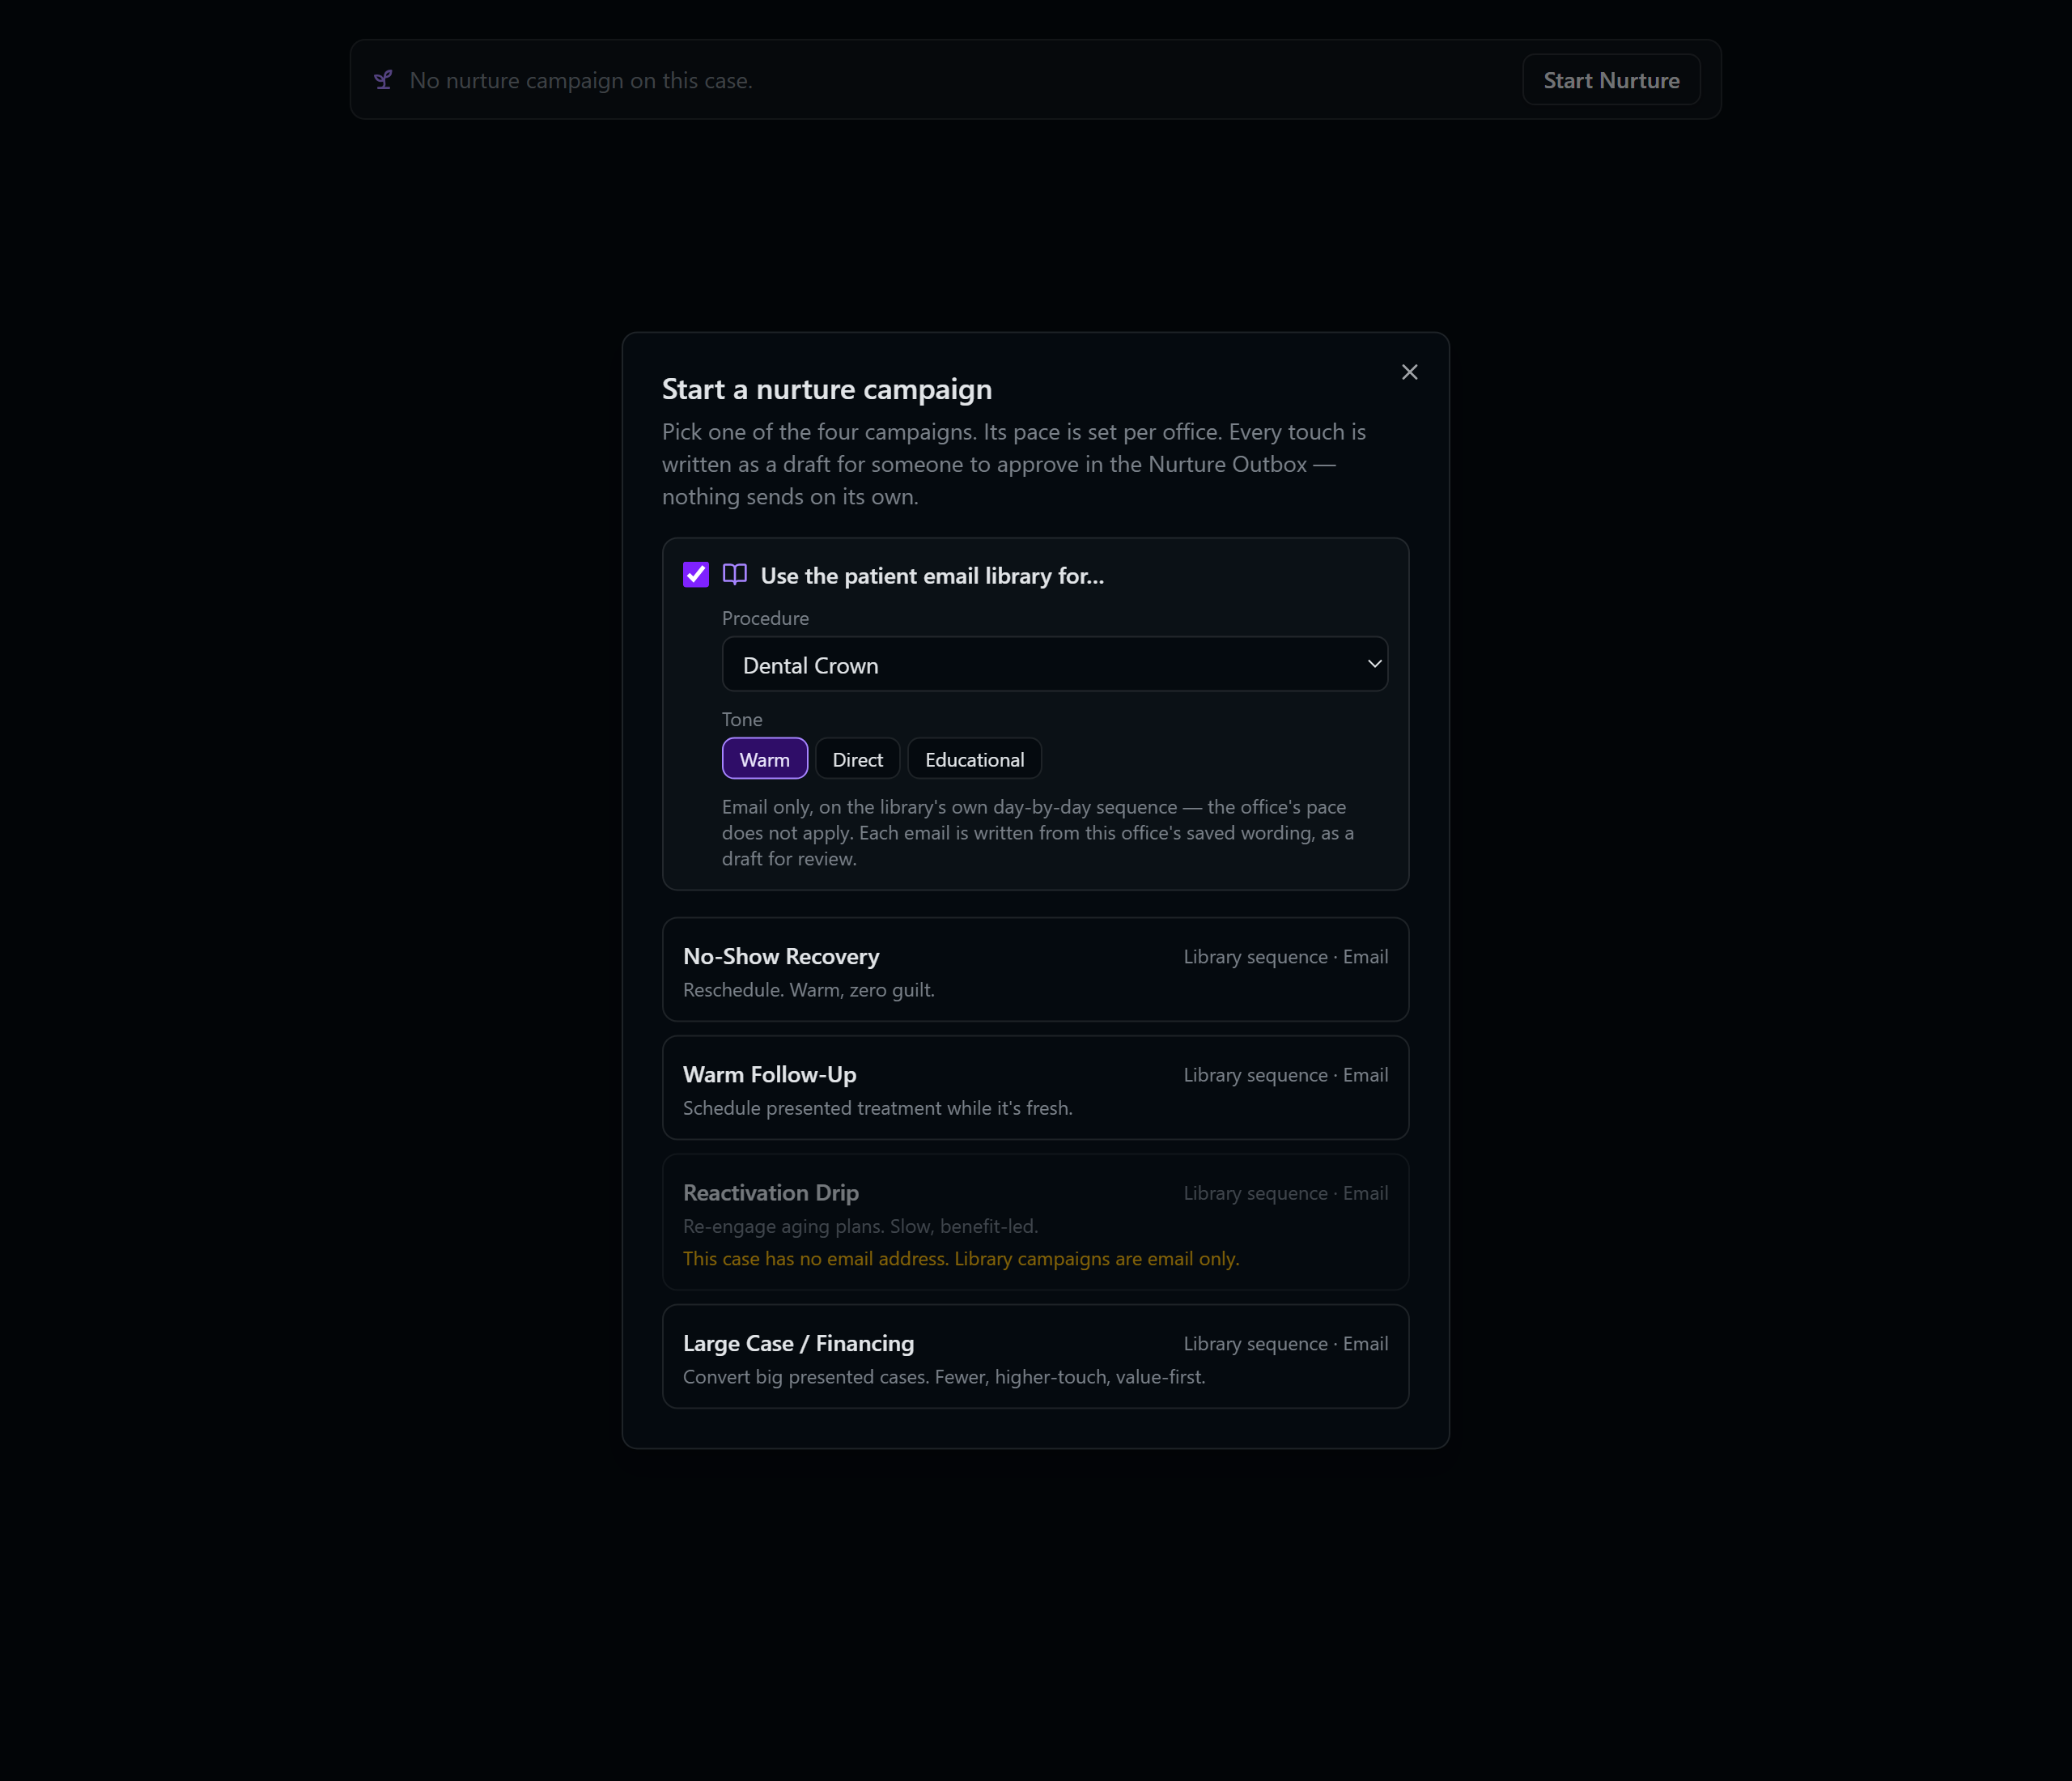 No nurture campaign on this case.
Start Nurture
Start a nurture campaign
Pick one of the four campaigns. Its pace is set per office. Every touch is
written as a draft for someone to approve in the Nurture Outbox —
nothing sends on its own.
Use the patient email library for...
Procedure
Dental Crown
Tone
Warm
Direct
Educational
Email only, on the library's own day-by-day sequence — the office's pace
does not apply. Each email is written from this office's saved wording, as a
draft for review.
No-Show Recovery
Library sequence · Email
Reschedule. Warm, zero guilt.
Warm Follow-Up
Library sequence · Email
Schedule presented treatment while it's fresh.
Reactivation Drip
Library sequence · Email
Re-engage aging plans. Slow, benefit-led.
This case has no email address. Library campaigns are email only.
Large Case / Financing
Library sequence · Email
Convert big presented cases. Fewer, higher-touch, value-first.